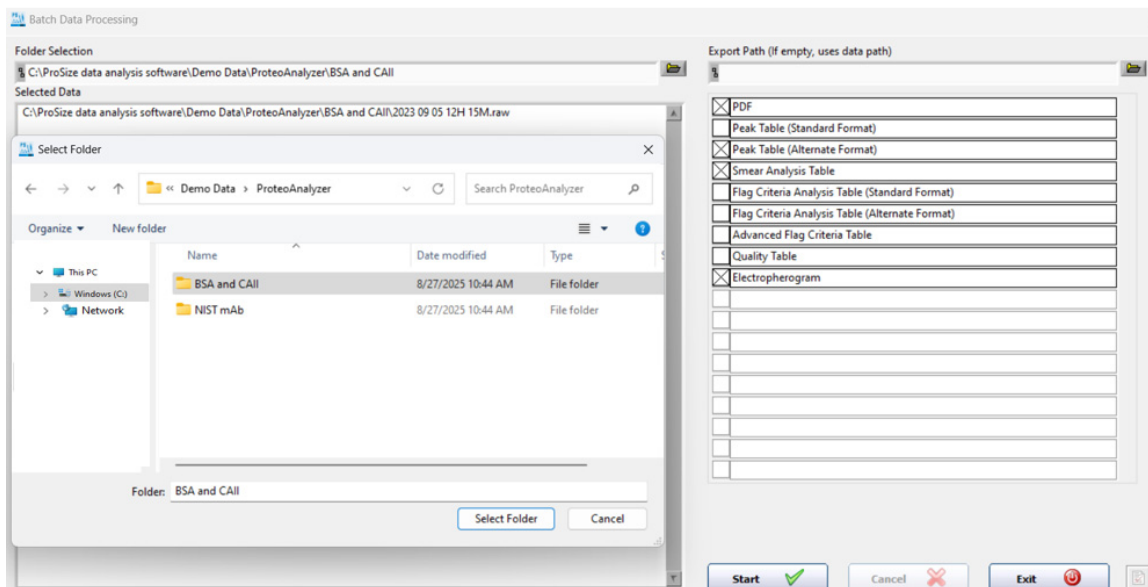 Batch Data Processing
Folder Selection
C:\ProSize data analysis software\Demo Data\ProteoAnalyzer\BSA and CAII
Selected Data
C:\ProSize data analysis software\Demo Data\ProteoAnalyzer\BSA and CAII\2023 09 05 12H 15M.raw
Select Folder
« Demo Data > ProteoAnalyzer
Search ProteoAnalyzer
Organize
New folder
Name
Date modified
Type
This PC
Windows (C:)
Network
BSA and CAII
8/27/2025 10:44 AM
File folder
NIST mAb
8/27/2025 10:44 AM
File folder
Folder:
BSA and CAII
Select Folder
Cancel
Export Path (If empty, uses data path)
PDF
Peak Table (Standard Format)
Peak Table (Alternate Format)
Smear Analysis Table
Flag Criteria Analysis Table (Standard Format)
Flag Criteria Analysis Table (Alternate Format)
Advanced Flag Criteria Table
Quality Table
Electropherogram
Start
Cancel
Exit